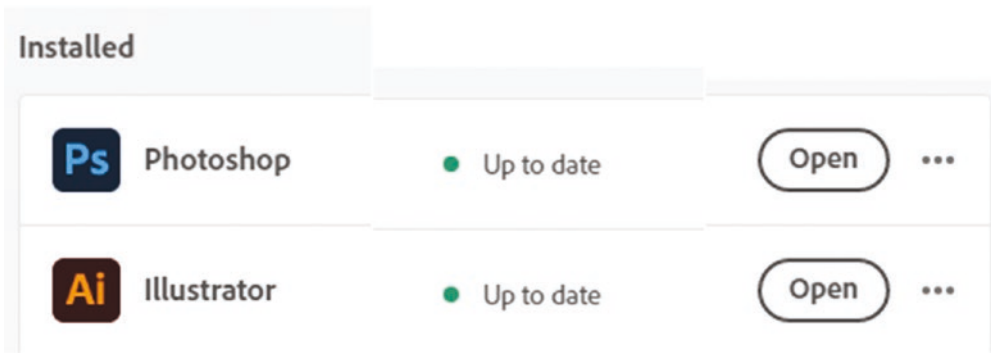 Installed
Ps Photoshop Up to date Open •••
Ai Illustrator Up to date Open •••